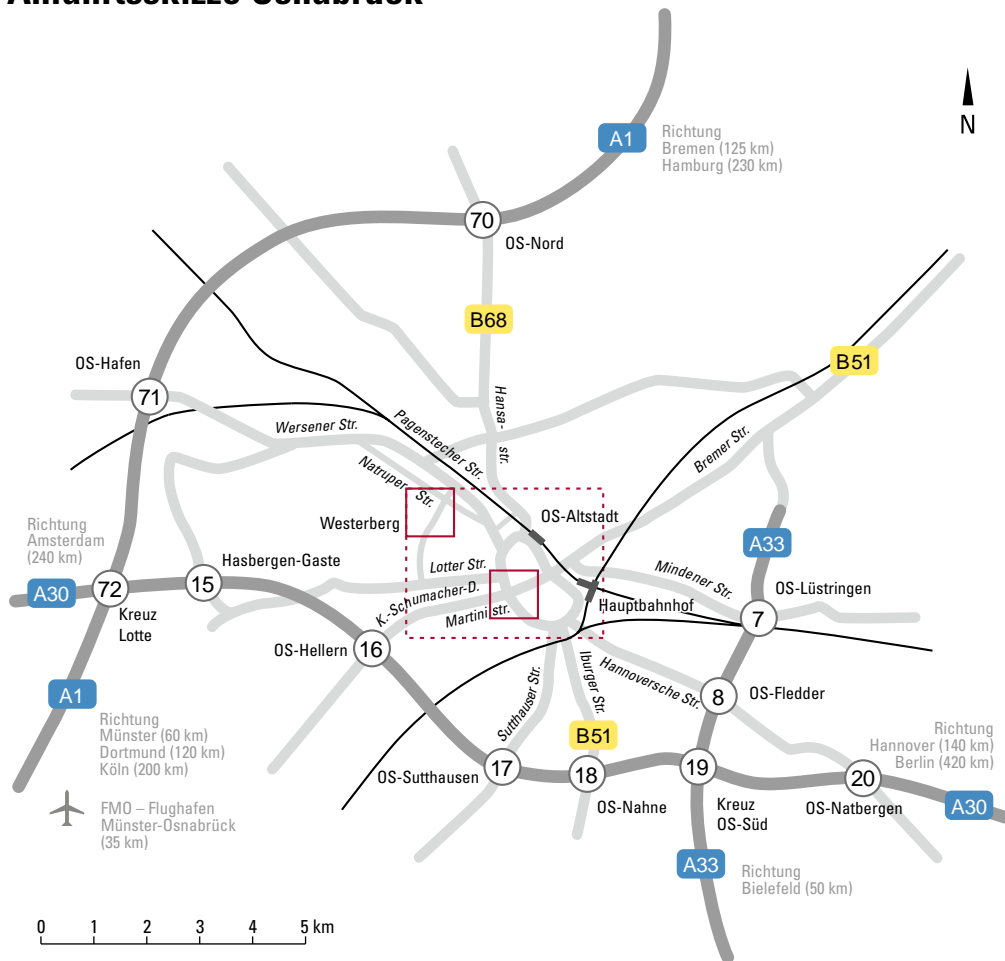 Anfahrtsskizze Osnabrück
N
A1
Richtung
Bremen (125 km)
Hamburg (230 km)
70
OS-Nord
B68
B51
OS-Hafen
71
Hansa- str.
Wersener Str.
Pagenstecher Str.
Bremer Str.
Natruper Str.
OS-Altstadt
Westerberg
Richtung
Amsterdam
(240 km)
A33
Hasbergen-Gaste
Lotter Str.
Mindener Str.
OS-Lüstringen
A30
72
15
K.-Schumacher-D.
Hauptbahnhof
7
Kreuz
Lotte
Martinistr.
OS-Hellern
16
Iburger Str.
Hannoversche Str.
8
OS-Fledder
A1
Sutthauser Str.
Richtung
Münster (60 km)
Dortmund (120 km)
Köln (200 km)
B51
Richtung
Hannover (140 km)
Berlin (420 km)
OS-Sutthausen
17
18
19
20
OS-Nahne
Kreuz
OS-Süd
OS-Natbergen
A30
FMO – Flughafen
Münster-Osnabrück
(35 km)
A33
Richtung
Bielefeld (50 km)
0 1 2 3 4 5 km